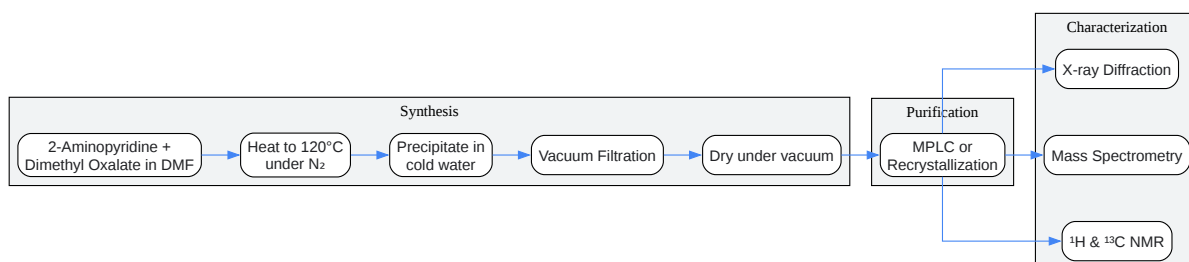 Synthesis
2-Aminopyridine +
Dimethyl Oxalate in DMF
Heat to 120°C
under N₂
Precipitate in
cold water
Vacuum Filtration
Dry under vacuum
Purification
MPLC or
Recrystallization
Characterization
X-ray Diffraction
Mass Spectrometry
¹H & ¹³C NMR